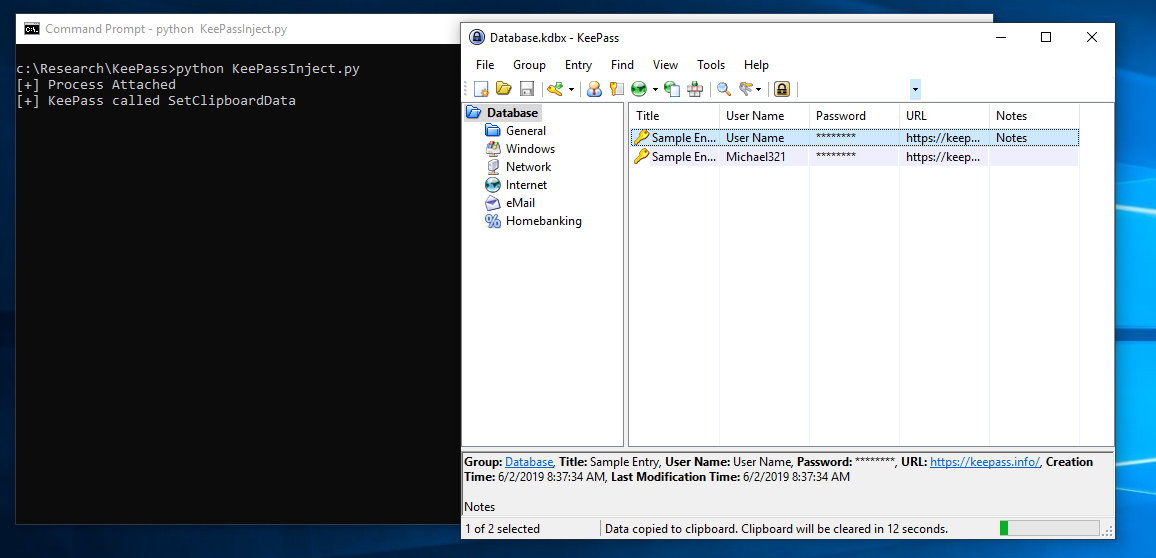 Command Prompt - python  KeePassInject.py
c:\Research\KeePass>python KeePassInject.py
[+] Process Attached
[+] KeePass called SetClipboardData
Database.kdbx - KeePass
File Group Entry Find View Tools Help
Database
General
Windows
Network
Internet
eMail
Homebanking
Title User Name Password URL Notes
Sample En... User Name ******** https://keep... Notes
Sample En... Michael321 ******** https://keep...
Group: Database, Title: Sample Entry, User Name: User Name, Password: ********, URL: https://keepass.info/, Creation
Time: 6/2/2019 8:37:34 AM, Last Modification Time: 6/2/2019 8:37:34 AM
Notes
1 of 2 selected Data copied to clipboard. Clipboard will be cleared in 12 seconds.